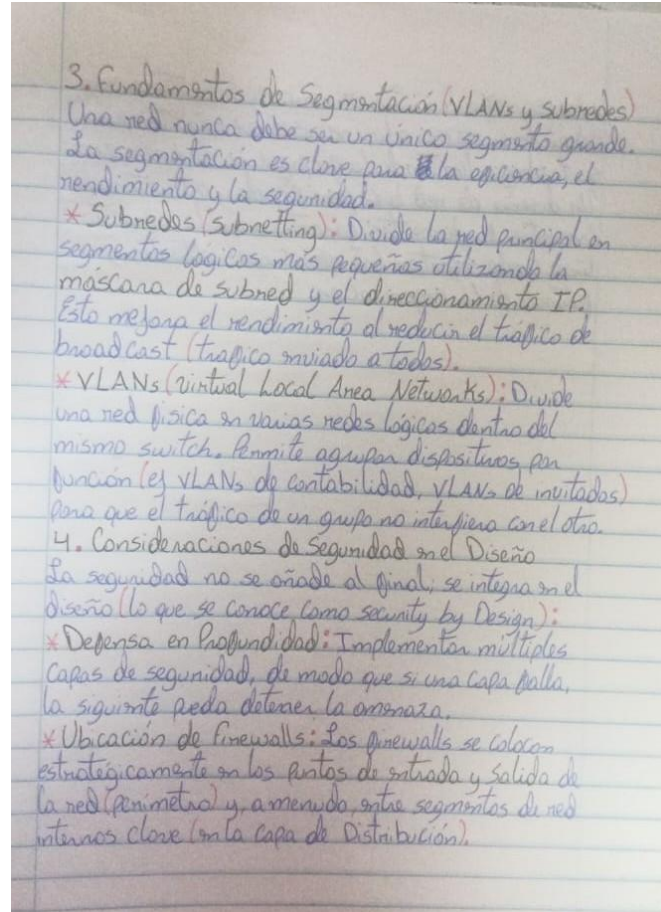 3. Fundamentos de Segmentación (VLANs y subredes)
Una red nunca debe ser un único segmento grande.
La segmentación es clave para la eficiencia, el
rendimiento y la seguridad.
* Subredes (subnetting): Divide la red principal en
segmentos lógicos más pequeños utilizando la
máscara de subred y el direccionamiento IP.
Esto mejora el rendimiento al reducir el tráfico de
broadcast (tráfico enviado a todos).
* VLANs (virtual Local Area Networks): Divide
una red física en varias redes lógicas dentro del
mismo switch. Permite agrupar dispositivos por
función (ej VLANs de contabilidad, VLANs de invitados)
para que el tráfico de un grupo no interfiera con el otro.
4. Consideraciones de Seguridad en el Diseño
La seguridad no se añade al final; se integra en el
diseño (lo que se conoce como security by Design):
* Defensa en Profundidad: Implementar múltiples
capas de seguridad, de modo que si una capa falla,
la siguiente pueda detener la amenaza.
* Ubicación de firewalls: Los firewalls se colocan
estratégicamente en los puntos de entrada y salida de
la red (perímetro) y, a menudo, entre segmentos de red
internos clave (en la capa de Distribución).